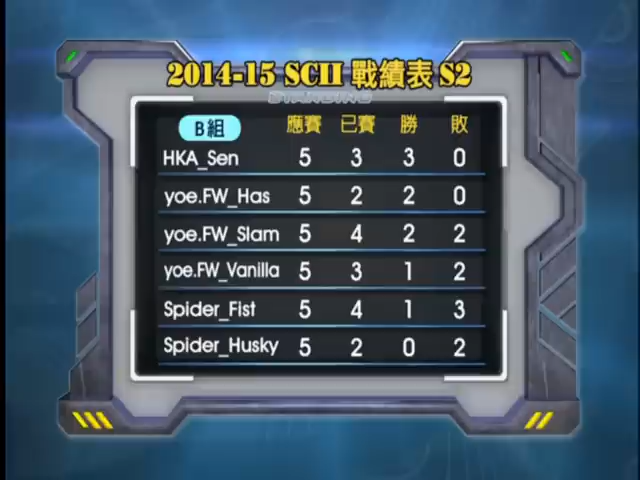 2014-15 SCII 戰績表 S2
STANDING
B組 應賽 已賽 勝 敗
HKA_Sen 5 3 3 0
yoe.FW_Has 5 2 2 0
yoe.FW_Slam 5 4 2 2
yoe.FW_Vanilla 5 3 1 2
Spider_Fist 5 4 1 3
Spider_Husky 5 2 0 2